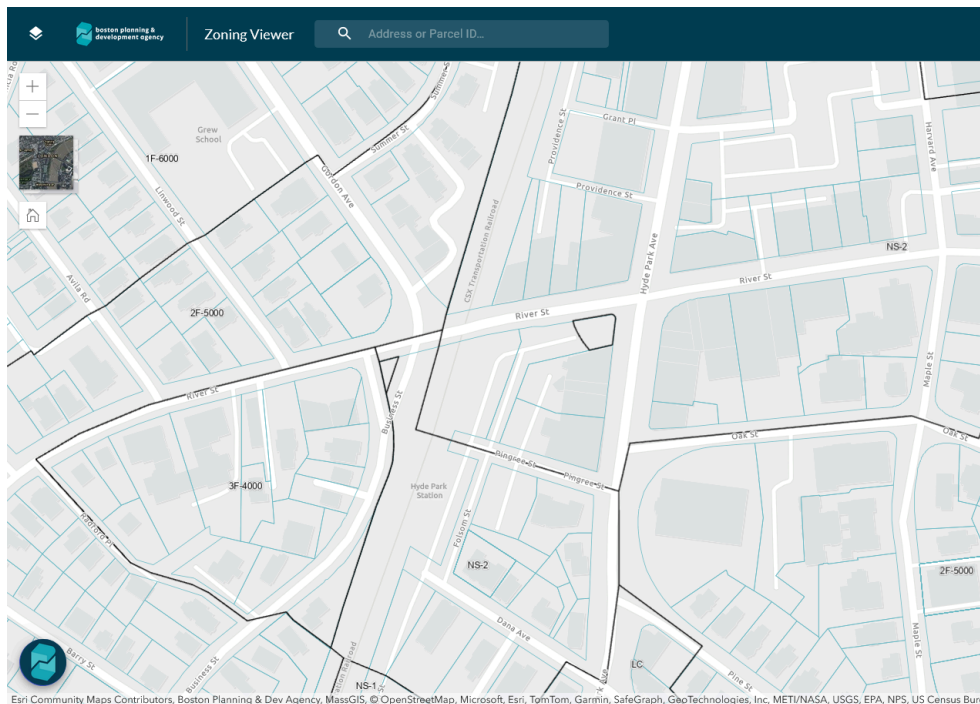 boston planning &
development agency
Zoning Viewer
Address or Parcel ID...
Summer S
Grew
School
1F-6000
Summer St
Gordon Ave
Linwood St
Providence St
Grant Pl
Harvard Ave
Providence St
CSX Transportation Railroad
Hyde Park Ave
NS-2
River St
Avila Rd
2F-5000
River St
River St
Maple St
Business St
Oak St
Oak St
Pingree St
Pingree St
3F-4000
Hyde Park
Station
Radford Pl
Folsom St
NS-2
2F-5000
Dana Ave
Maple St
Barry St
Business St
LC
Pine St
NS-1
Esri Community Maps Contributors, Boston Planning & Dev Agency, MassGIS, © OpenStreetMap, Microsoft, Esri, TomTom, Garmin, SafeGraph, GeoTechnologies, Inc, METI/NASA, USGS, EPA, NPS, US Census Bur